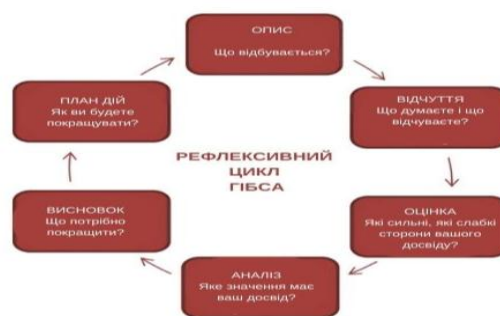 ОПИС
Що відбувається?
ВІДЧУТТЯ
Що думаєте і що
відчуваєте?
ОЦІНКА
Які сильні, які слабкі
сторони вашого
досвіду?
АНАЛІЗ
Яке значення має
ваш досвід?
ВИСНОВОК
Що потрібно
покращити?
ПЛАН ДІЙ
Як ви будете
покращувати?
РЕФЛЕКСИВНИЙ
ЦИКЛ
ГІБСА